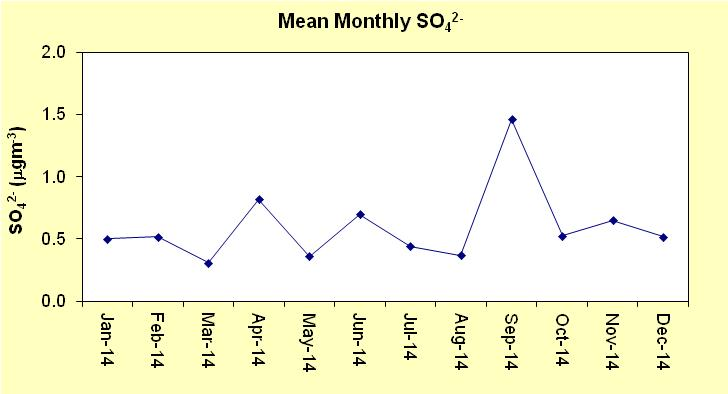 Mean Monthly SO₄²⁻
2.0
1.5
1.0
0.5
0.0
SO₄²⁻ (μgm⁻³)
Jan-14
Feb-14
Mar-14
Apr-14
May-14
Jun-14
Jul-14
Aug-14
Sep-14
Oct-14
Nov-14
Dec-14